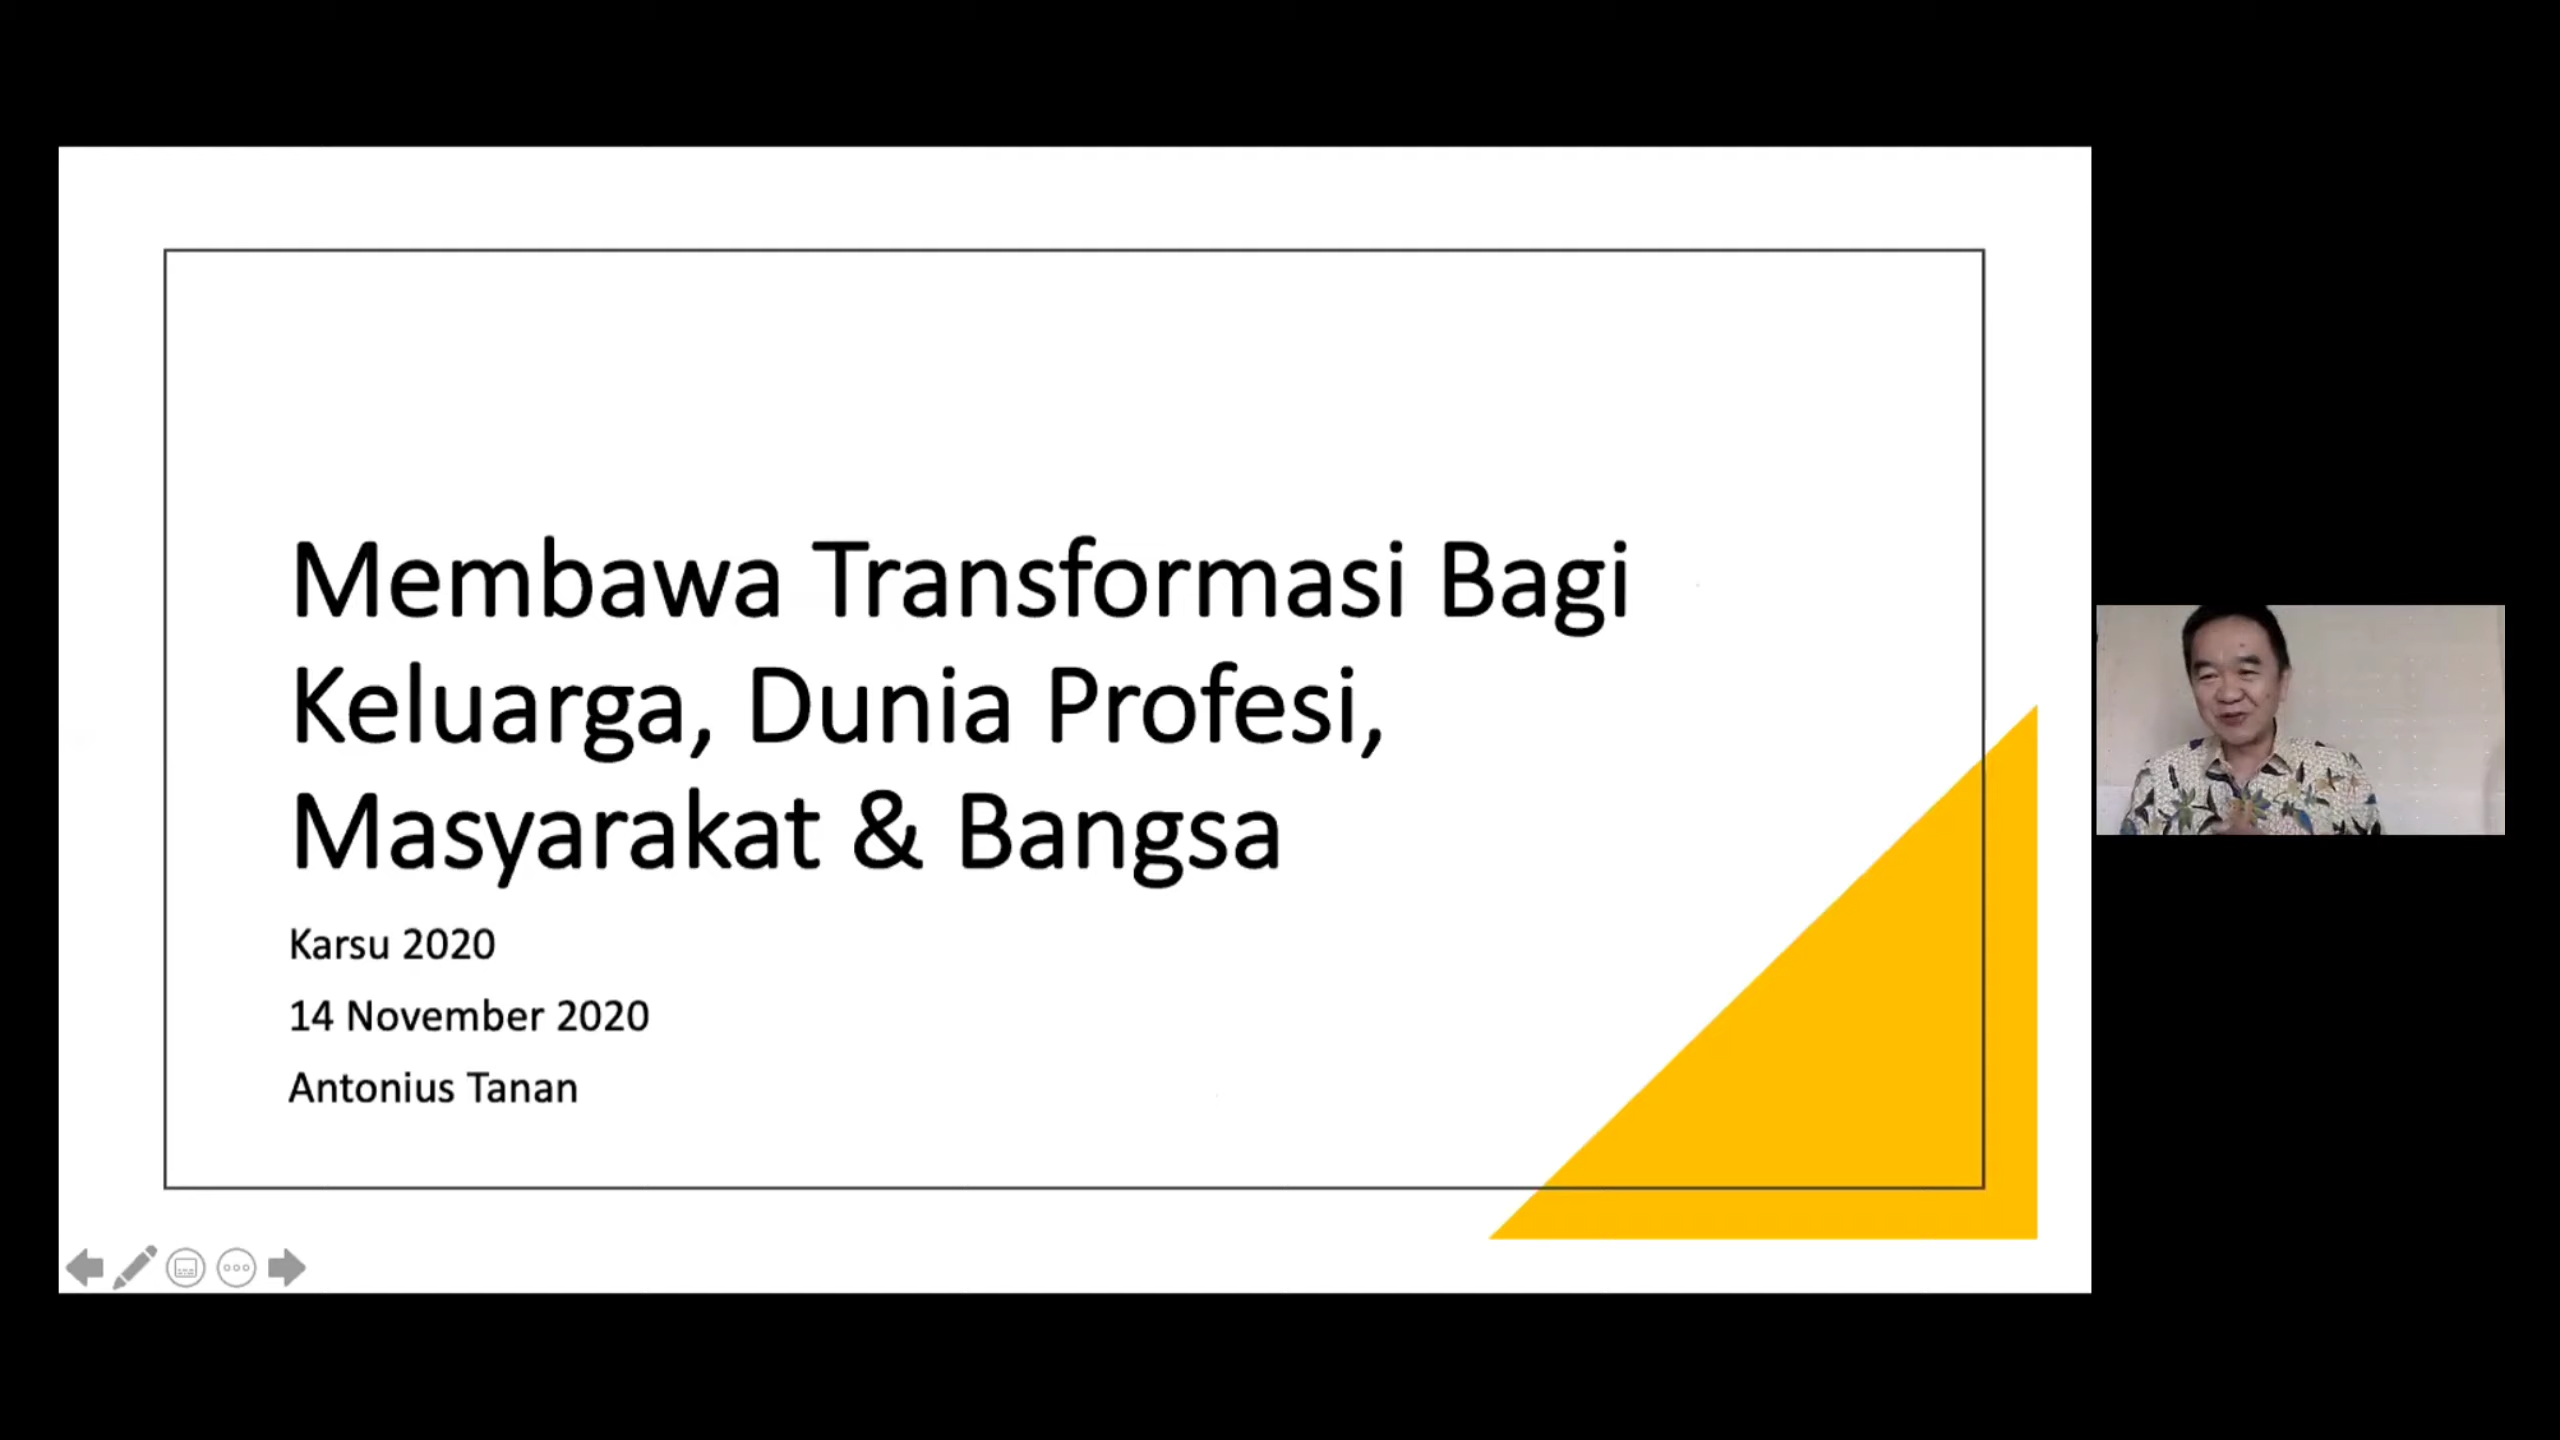 Membawa Transformasi Bagi
Keluarga, Dunia Profesi,
Masyarakat & Bangsa
Karsu 2020
14 November 2020
Antonius Tanan